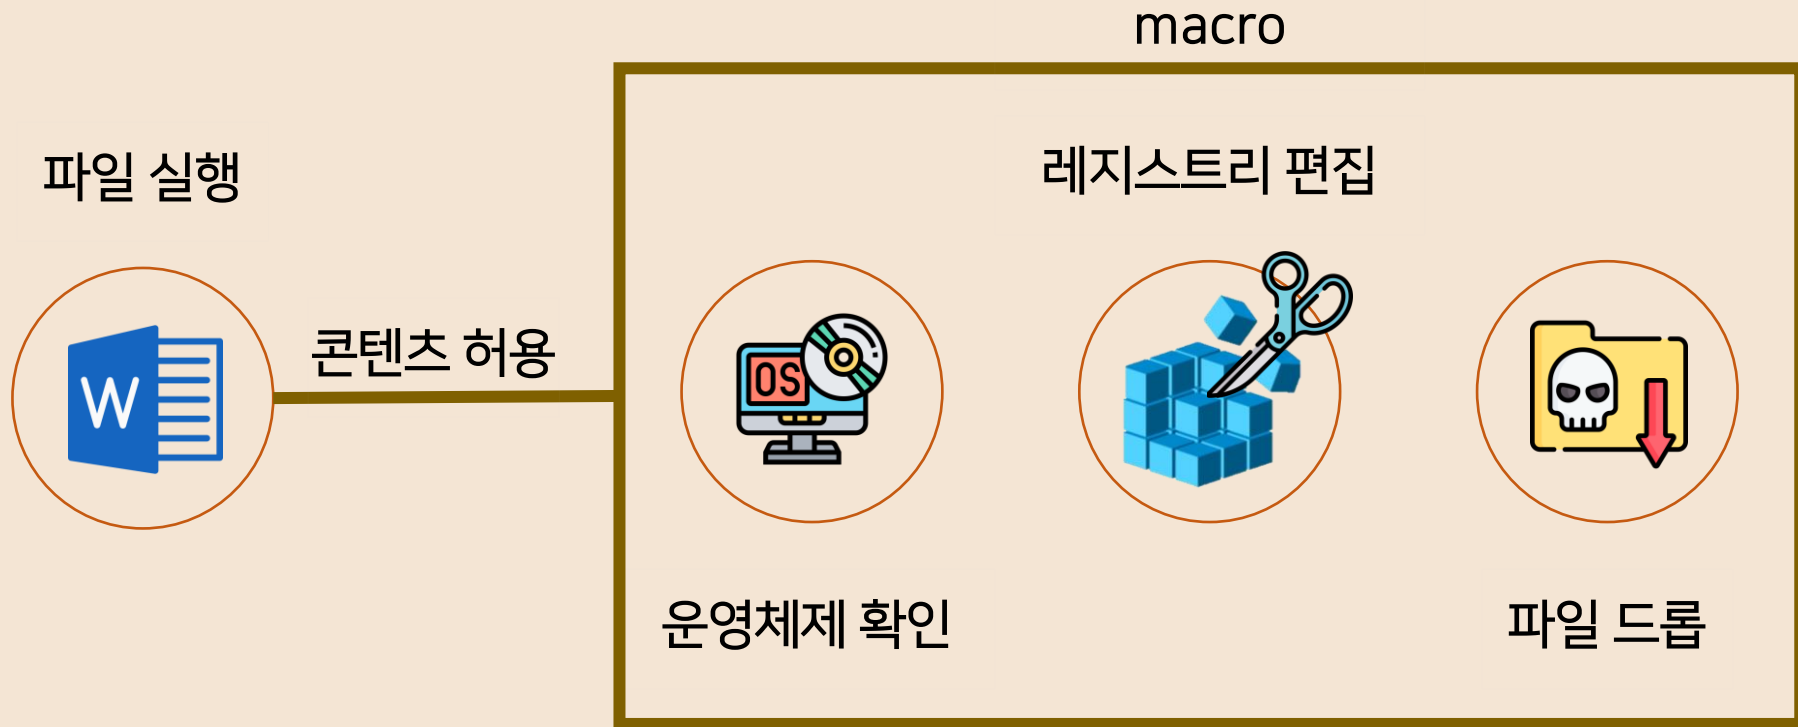 macro
파일 실행
콘텐츠 허용
W
레지스트리 편집
OS
운영체제 확인
파일 드롭